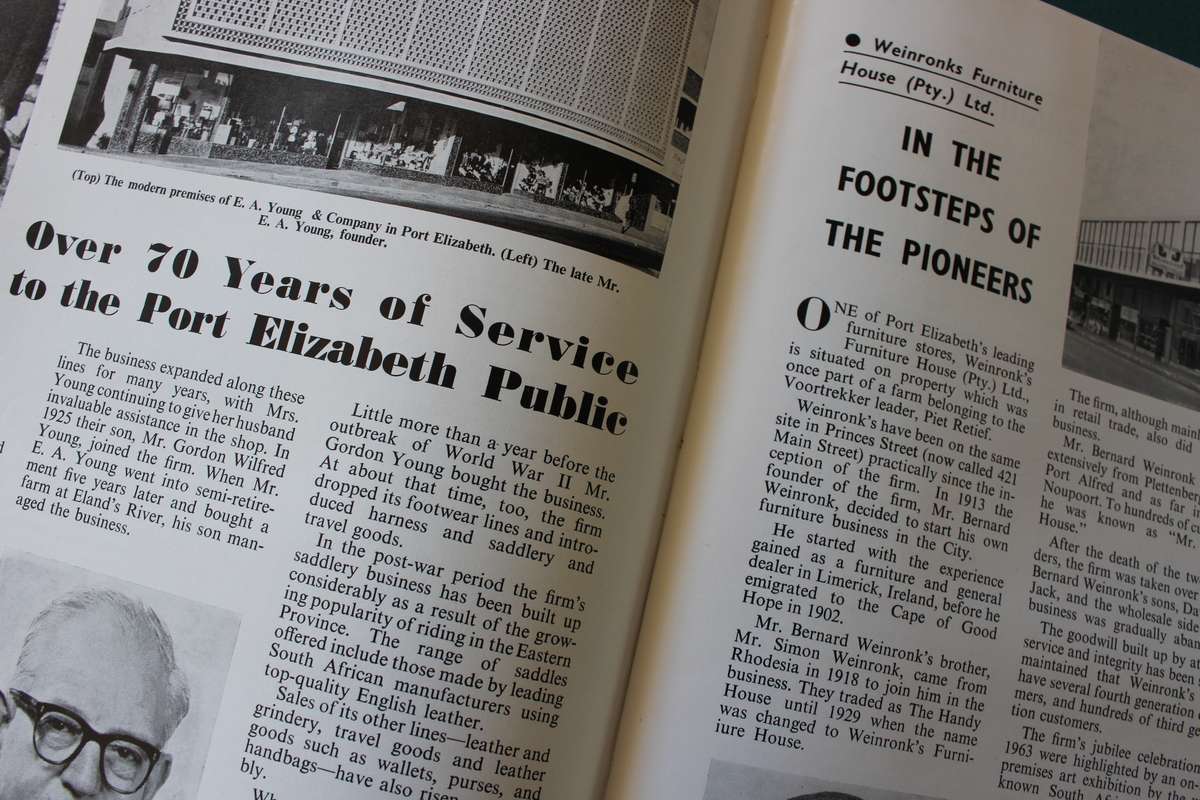 (Top) The modern premises of E. A. Young & Company in Port Elizabeth. (Left) The late Mr.
E. A. Young, founder.
Over 70 Years of Service
to the Port Elizabeth Public
The business expanded along these
lines for many years, with Mrs.
Young continuing to give her husband
invaluable assistance in the shop. In
1925 their son, Mr. Gordon Wilfred
Young, joined the firm. When Mr.
E. A. Young went into semi-retire-
ment five years later and bought a
farm at Eland's River, his son man-
aged the business.
Little more than a year before the
outbreak of World War II Mr.
Gordon Young bought the business.
At about that time, too, the firm
dropped its footwear lines and intro-
duced harness and saddlery and
travel goods.
In the post-war period the firm's
saddlery business has been built up
considerably as a result of the grow-
ing popularity of riding in the Eastern
Province. The range of saddles
offered include those made by leading
South African manufacturers using
top-quality English leather.
Sales of its other lines—leather and
grindery, travel goods and leather
goods such as wallets, purses, and
handbags—have also risen
bly.
● Weinronks Furniture
House (Pty.) Ltd.
IN THE
FOOTSTEPS OF
THE PIONEERS
ONE of Port Elizabeth's leading
furniture stores, Weinronk's
Furniture House (Pty.) Ltd.,
is situated on property which was
once part of a farm belonging to the
Voortrekker leader, Piet Retief.
Weinronk's have been on the same
site in Princes Street (now called 421
Main Street) practically since the in-
ception of the firm. In 1913 the
founder of the firm, Mr. Bernard
Weinronk, decided to start his own
furniture business in the City.
He started with the experience
gained as a furniture and general
dealer in Limerick, Ireland, before he
emigrated to the Cape of Good
Hope in 1902.
Mr. Bernard Weinronk's brother,
Mr. Simon Weinronk, came from
Rhodesia in 1918 to join him in the
business. They traded as The Handy
House until 1929 when the name
was changed to Weinronk's Furni-
ture House.
The firm, although main
in retail trade, also did
business.
Mr. Bernard Weinronk
extensively from Plettenber
Port Alfred and as far in
Noupoort. To hundreds of
he was known as "Mr.
House."
After the death of the tw
ders, the firm was taken over
Bernard Weinronk's sons, Da
Jack, and the wholesale side
business was gradually aban
The goodwill built up by
service and integrity has been
maintained that Weinronk's
have several fourth generation
mers, and hundreds of third ge
tion customers.
The firm's jubilee celebration
1963 were highlighted by an on-
premises art exhibition by the
known South